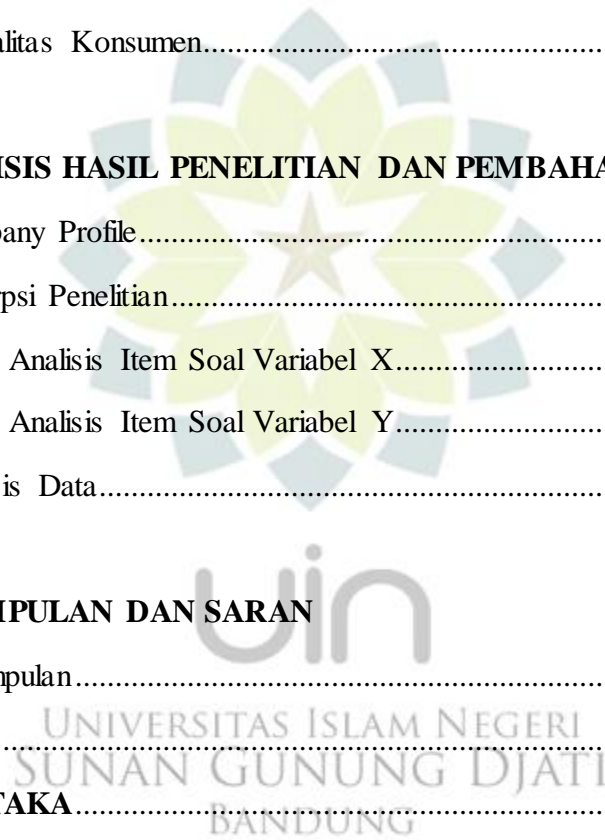 alitas Konsumen
ISIS HASIL PENELITIAN DAN PEMBAHA
pany Profile
rpsi Penelitian
Analisis Item Soal Variabel X
Analisis Item Soal Variabel Y
is Data
uin
IPULAN DAN SARAN
npulan
UNIVERSITAS ISLAM NEGERI
SUNAN GUNUNG DJATI
TAKA
BANDUNG